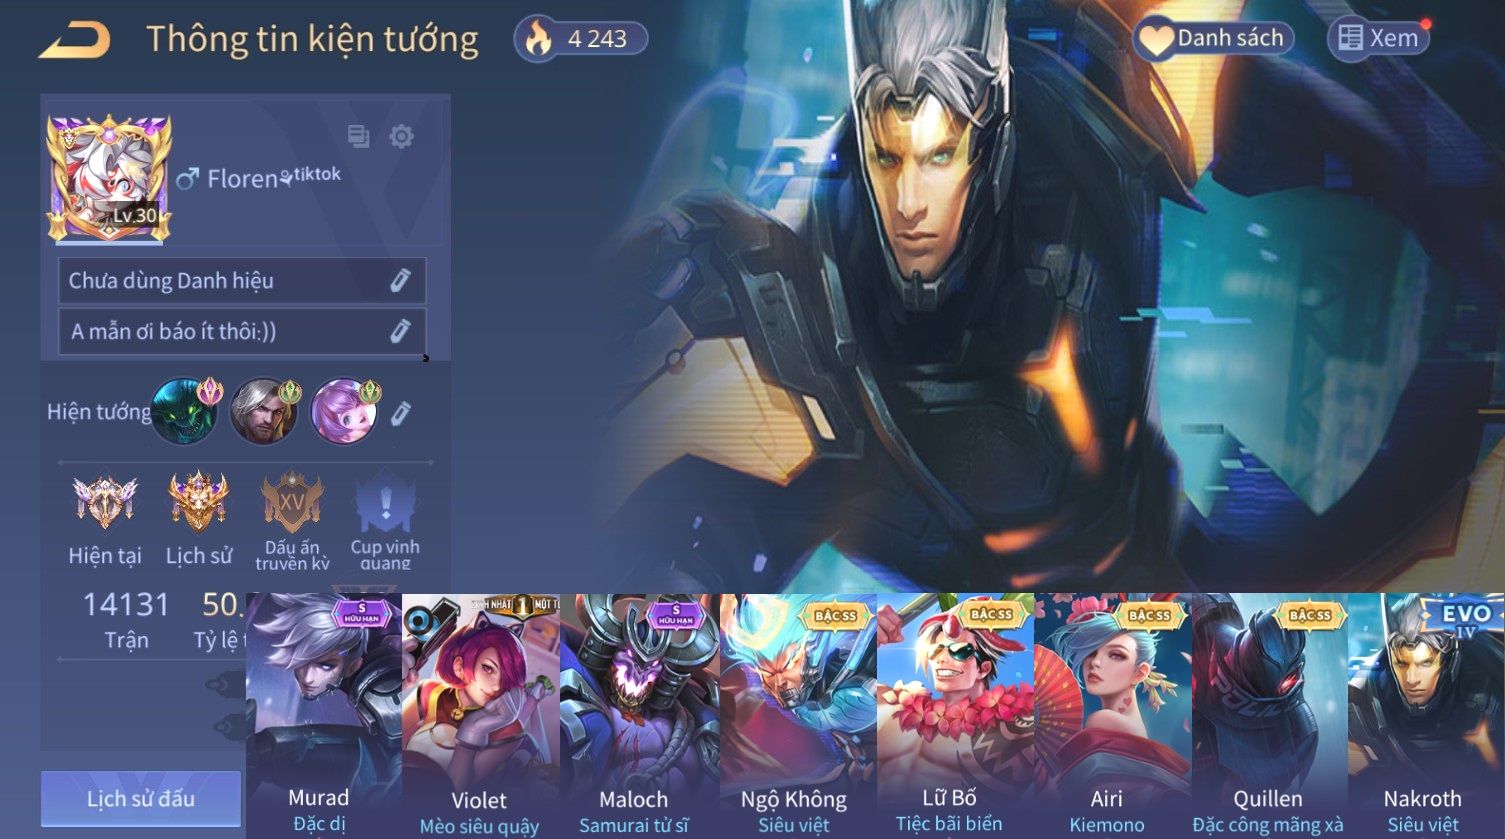 Thông tin kiện tướng
4 243
Danh sách
Xem
Lv.30
Floren tiktok
Chưa dùng Danh hiệu
A mẫn ơi báo ít thôi:))
Hiện tướng
XV
Hiện tại
Lịch sử
Dấu ấn truyền kỳ
Cup vinh quang
14131
50.
Trận
Tỷ lệ t
Lịch sử đấu
S HỮU HẠN
NHẤT 1 MỘT
S HỮU HẠN
BẬC SS
BẬC SS
BẬC SS
BẬC SS
EVO IV
Murad
Đặc dị
Violet
Mèo siêu quậy
Maloch
Samurai tử sĩ
Ngộ Không
Siêu việt
Lữ Bố
Tiệc bãi biển
Airi
Kiemono
Quillen
Đặc công mãng xà
Nakroth
Siêu việt